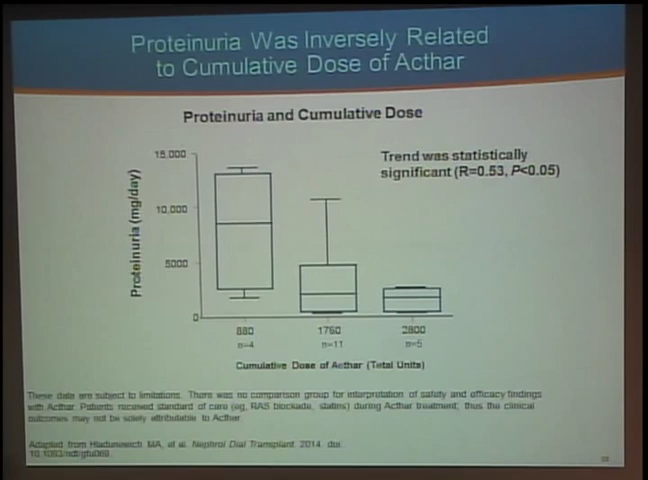 Proteinuria Was Inversely Related
to Cumulative Dose of Acthar
Proteinuria and Cumulative Dose
Trend was statistically
significant (R=0.53, P<0.05)
Proteinuria (mg/day)
15,000
10,000
5000
0
880
1760
2800
n=4
n=11
n=5
Cumulative Dose of Acthar (Total Units)
These data are subject to limitations. There was no comparison group for interpretation of safety and efficacy findings
with Acthar. Patients received standard of care (eg, RAS blockade, statins) during Acthar treatment; thus the clinical
outcomes may not be solely attributable to Acthar.
Adapted from Hladunewich MA, et al. Nephrol Dial Transplant. 2014. doi:
10.1093/ndt/gfu069.